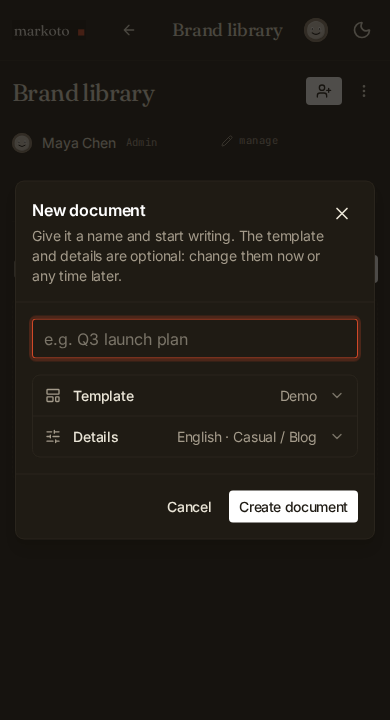 markoto
Brand library
Brand library
Maya Chen Admin
manage
New document
Give it a name and start writing. The template
and details are optional: change them now or
any time later.
e.g. Q3 launch plan
Template Demo
Details English · Casual / Blog
Cancel Create document